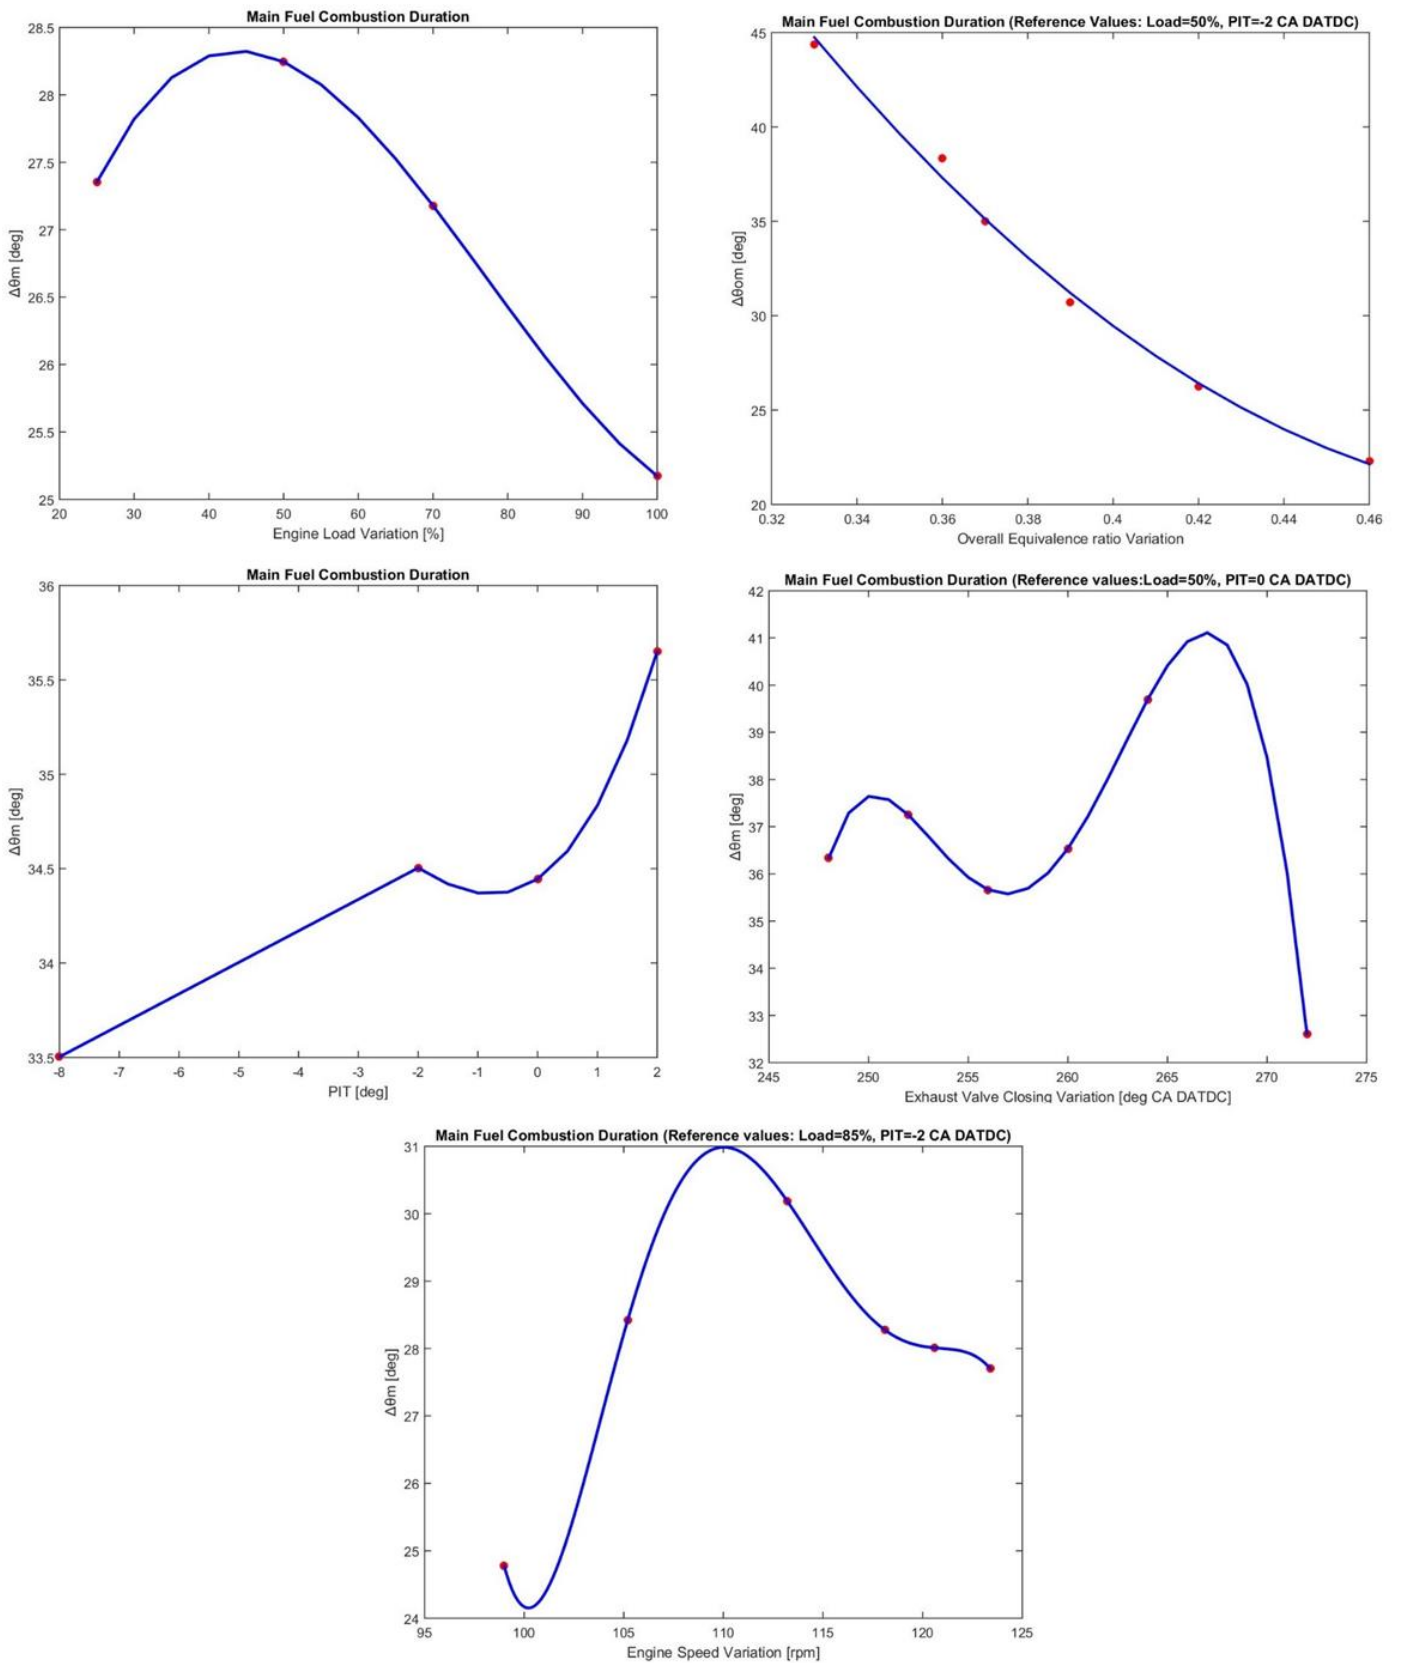 Main Fuel Combustion Duration
28.5
28
27.5
27
26.5
26
25.5
25
Δθm [deg]
20 30 40 50 60 70 80 90 100
Engine Load Variation [%]
Main Fuel Combustion Duration (Reference Values: Load=50%, PIT=-2 CA DATDC)
45
40
35
30
25
20
Δθom [deg]
0.32 0.34 0.36 0.38 0.4 0.42 0.44 0.46
Overall Equivalence ratio Variation
Main Fuel Combustion Duration
36
35.5
35
34.5
34
33.5
Δθm [deg]
-8 -7 -6 -5 -4 -3 -2 -1 0 1 2
PIT [deg]
Main Fuel Combustion Duration (Reference values:Load=50%, PIT=0 CA DATDC)
42
41
40
39
38
37
36
35
34
33
32
Δθm [deg]
245 250 255 260 265 270 275
Exhaust Valve Closing Variation [deg CA DATDC]
Main Fuel Combustion Duration (Reference values: Load=85%, PIT=-2 CA DATDC)
31
30
29
28
27
26
25
24
Δθm [deg]
95 100 105 110 115 120 125
Engine Speed Variation [rpm]